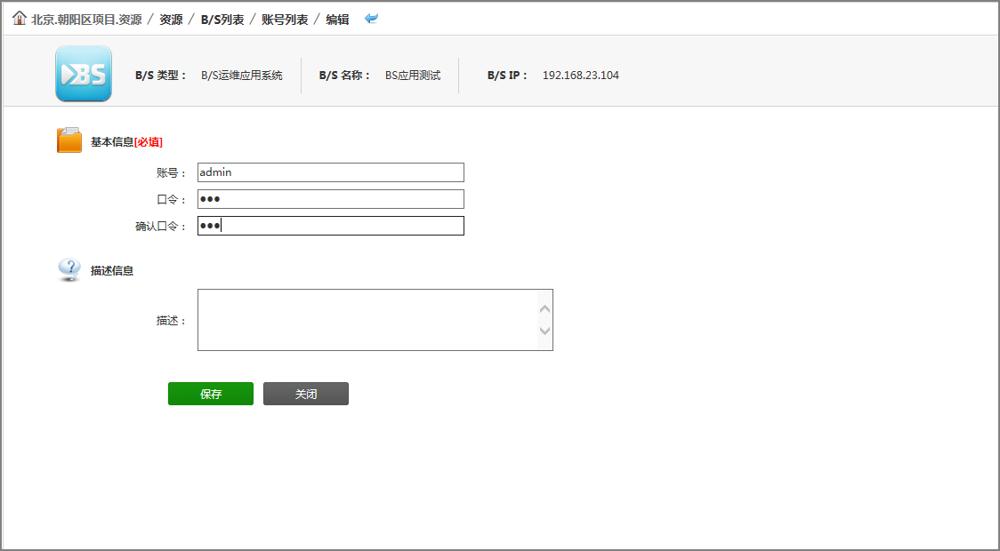 北京.朝阳区项目.资源 / 资源 / B/S列表 / 账号列表 / 编辑
BS B/S 类型： B/S运维应用系统 B/S 名称： BS应用测试 B/S IP： 192.168.23.104
基本信息[必填]
账号： admin
口令： ●●●
确认口令： ●●●
? 描述信息
描述：
保存 关闭